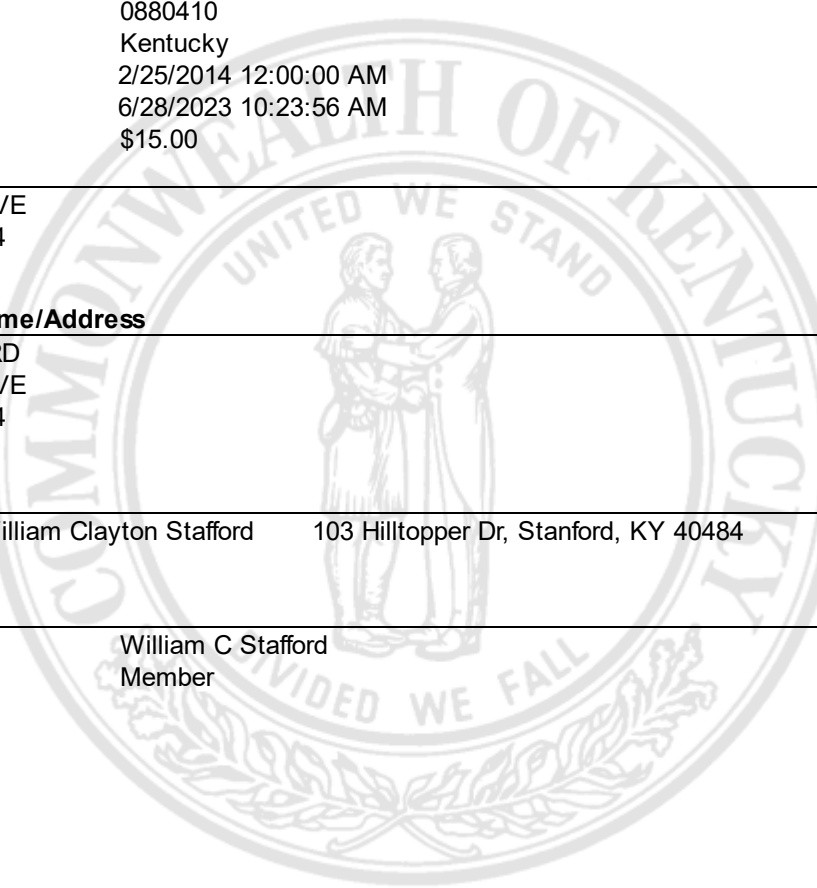 0880410
Kentucky
2/25/2014 12:00:00 AM
6/28/2023 10:23:56 AM
$15.00
VE
4
me/Address
RD
VE
4
illiam Clayton Stafford 103 Hilltopper Dr, Stanford, KY 40484
William C Stafford
Member
COMMONWEALTH OF KENTUCKY
UNITED WE STAND
DIVIDED WE FALL